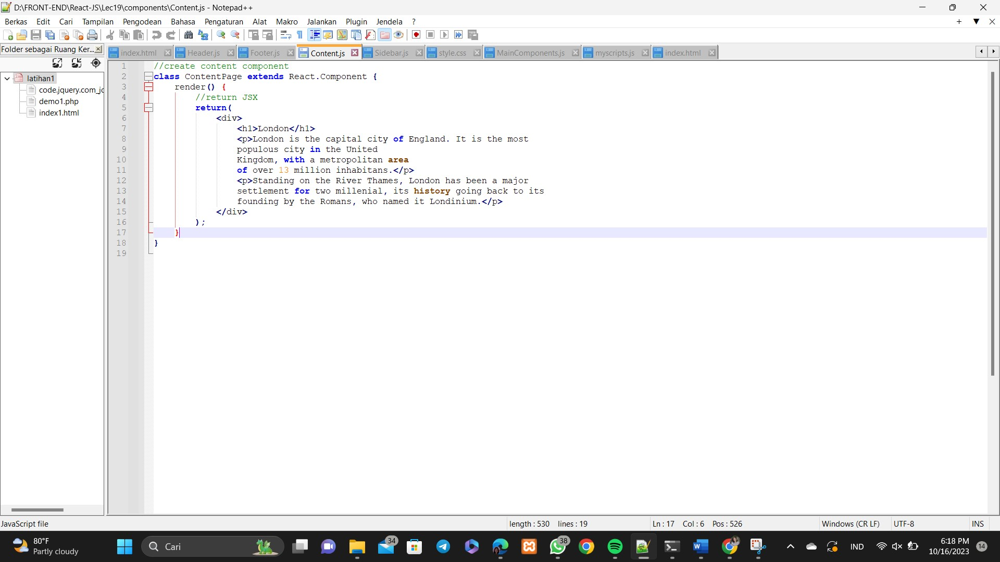 D:\FRONT-END\React-JS\Lec19\components\Content.js - Notepad++
Berkas Edit Cari Tampilan Pengodean Bahasa Pengaturan Alat Makro Jalankan Plugin Jendela ?
Folder sebagai Ruang Ker...
index.html Header.js Footer.js Content.js Sidebar.js style.css MainComponents.js myscripts.js index.html
latihan1
code.jquery.com_jq
demo1.php
index1.html
1 //create content component
2 class ContentPage extends React.Component {
3 render() {
4 //return JSX
5 return(
6 <div>
7 <h1>London</h1>
8 <p>London is the capital city of England. It is the most
9 populous city in the United
10 Kingdom, with a metropolitan area
11 of over 13 million inhabitans.</p>
12 <p>Standing on the River Thames, London has been a major
13 settlement for two millenial, its history going back to its
14 founding by the Romans, who named it Londinium.</p>
15 </div>
16 );
17 }
18 }
19
JavaScript file length : 530 lines : 19 Ln : 17 Col : 6 Pos : 526 Windows (CR LF) UTF-8 INS
80°F
Partly cloudy
Cari
34
38
IND
6:18 PM
10/16/2023
14